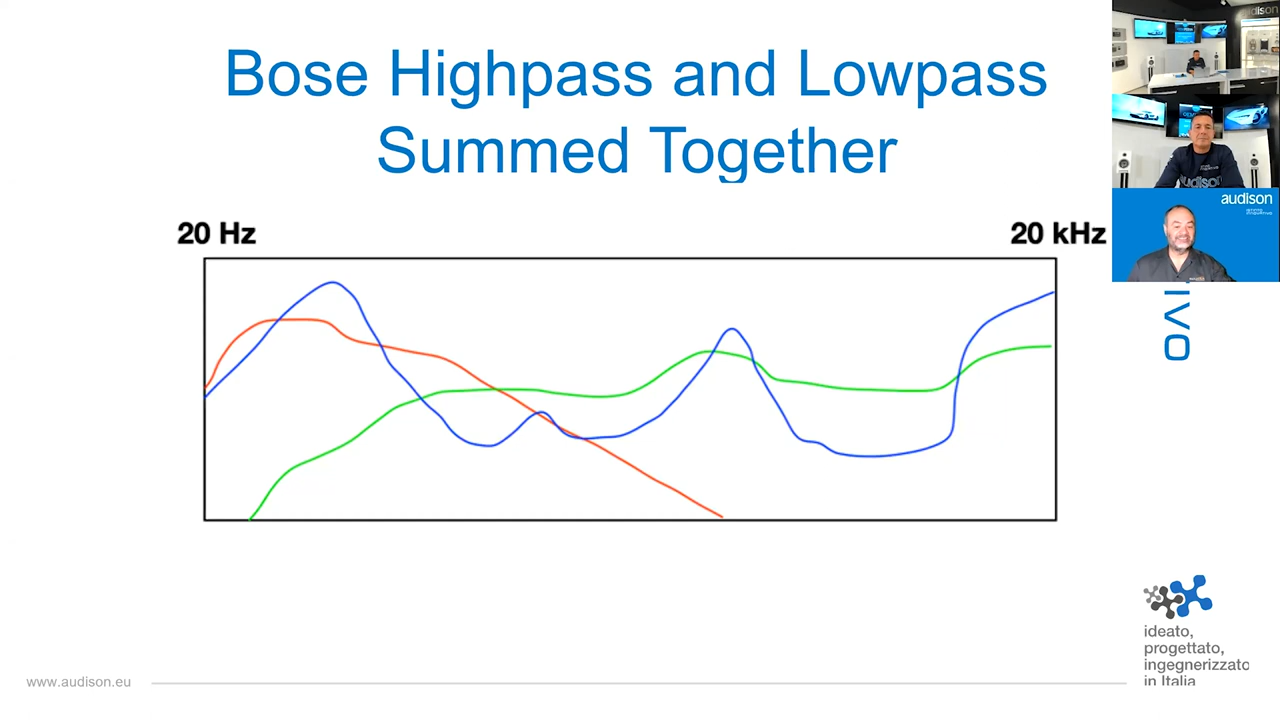 Bose Highpass and Lowpass
Summed Together
20 Hz
20 kHz
audison
audison
IVO
ideato,
progettato,
ingegnerizzato
in Italia
www.audison.eu